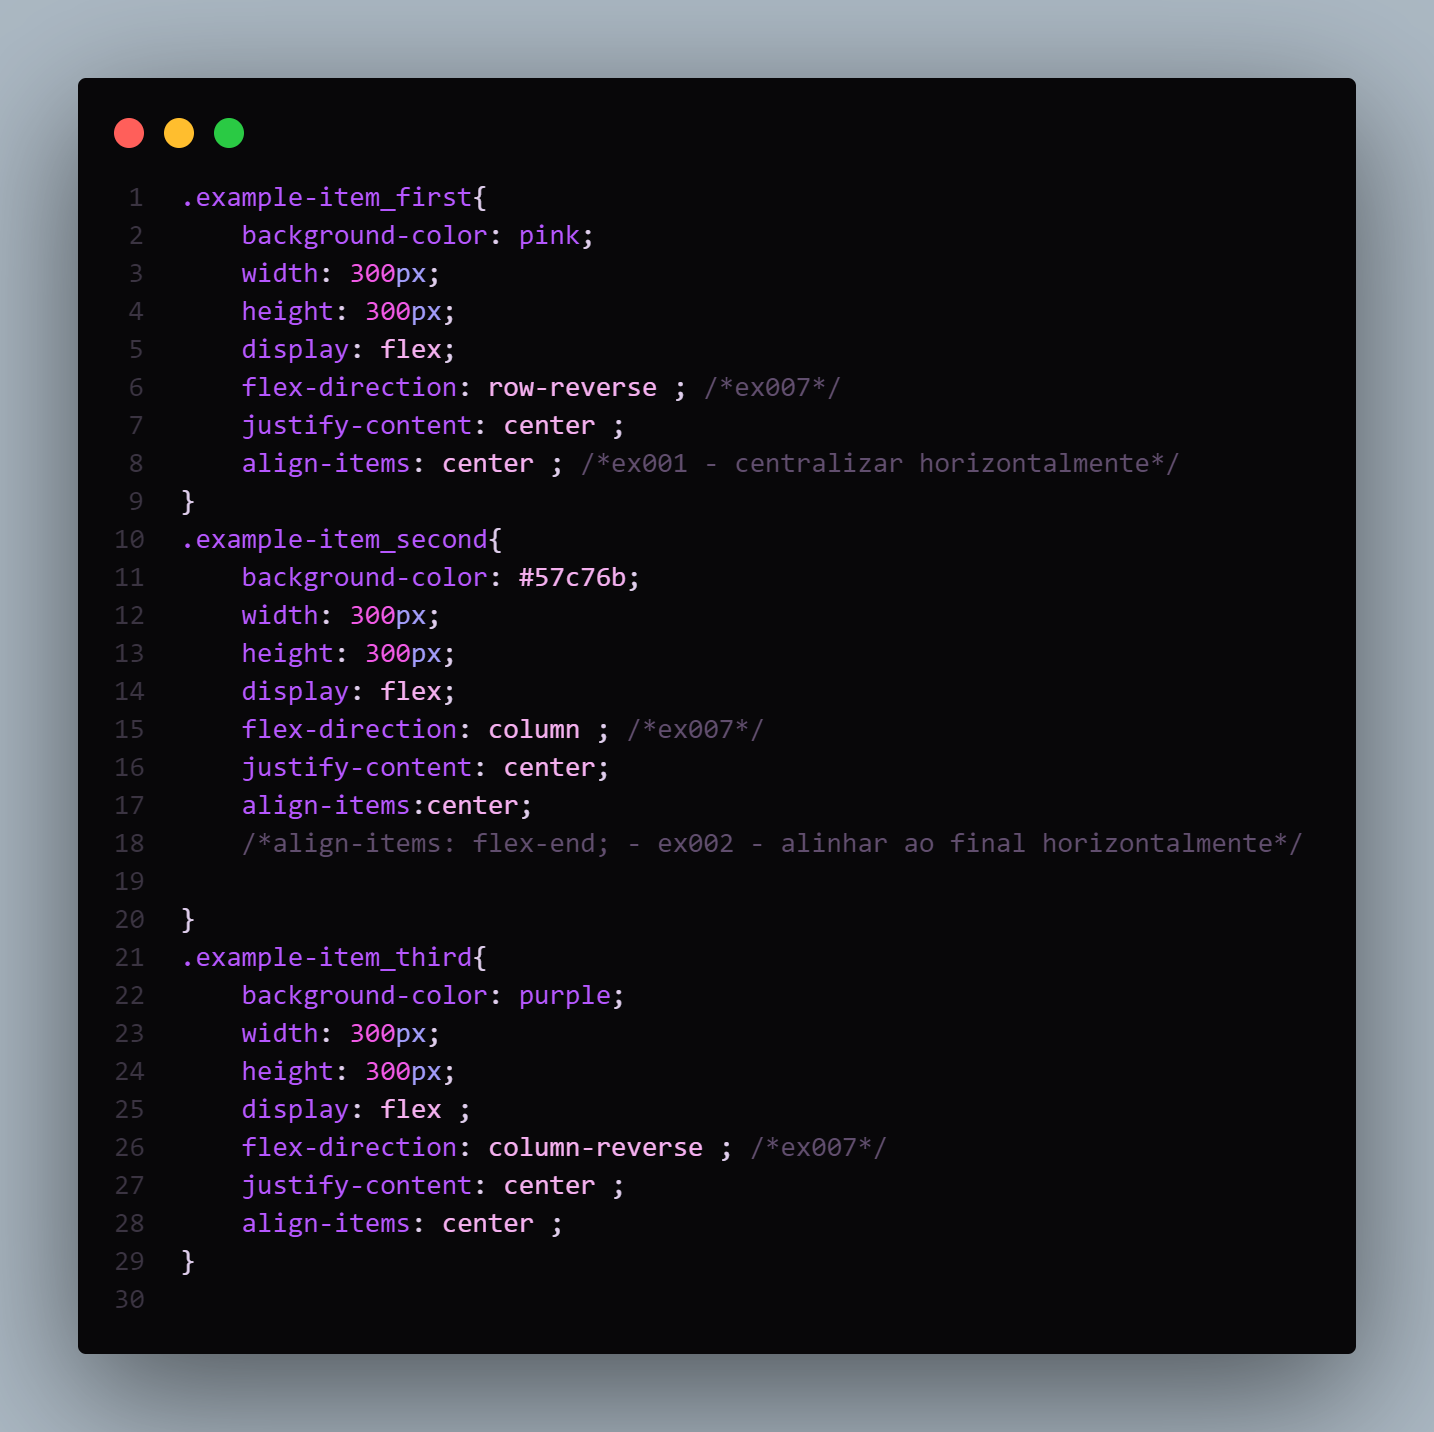 1 .example-item_first{
2 background-color: pink;
3 width: 300px;
4 height: 300px;
5 display: flex;
6 flex-direction: row-reverse ; /*ex007*/
7 justify-content: center ;
8 align-items: center ; /*ex001 - centralizar horizontalmente*/
9 }
10 .example-item_second{
11 background-color: #57c76b;
12 width: 300px;
13 height: 300px;
14 display: flex;
15 flex-direction: column ; /*ex007*/
16 justify-content: center;
17 align-items:center;
18 /*align-items: flex-end; - ex002 - alinhar ao final horizontalmente*/
19
20 }
21 .example-item_third{
22 background-color: purple;
23 width: 300px;
24 height: 300px;
25 display: flex ;
26 flex-direction: column-reverse ; /*ex007*/
27 justify-content: center ;
28 align-items: center ;
29 }
30